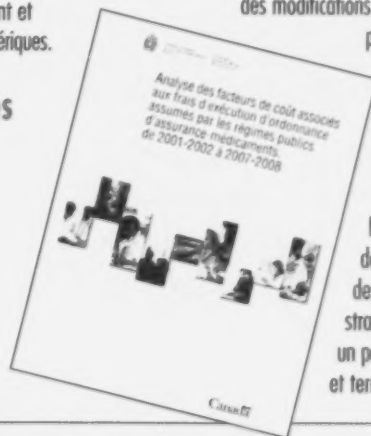 nt et
ériques.
s
des modifications
p
Analyse des facteurs de coût associés
aux frais d'exécution d'ordonnance
assumés par les régimes publics
d'assurance-médicaments
de 2001-2002 à 2007-2008
Canada
de
de
stra
un p
et terr